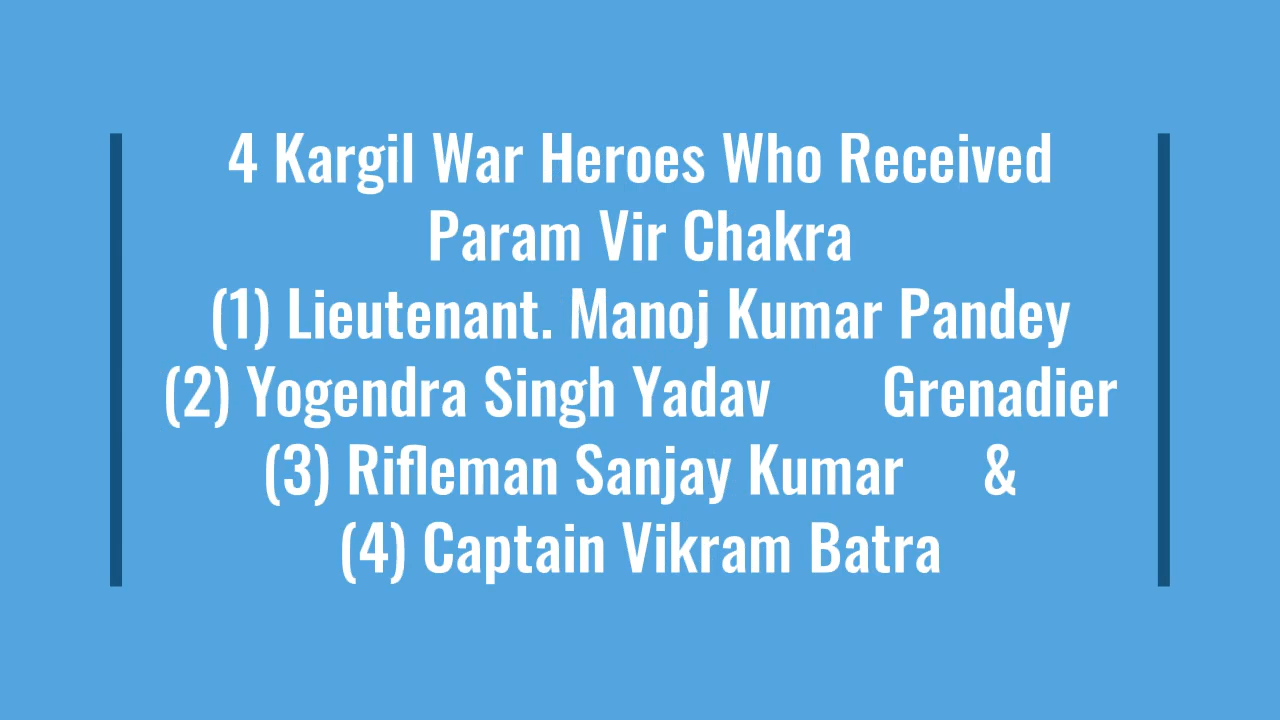 4 Kargil War Heroes Who Received
Param Vir Chakra
(1) Lieutenant. Manoj Kumar Pandey
(2) Yogendra Singh Yadav Grenadier
(3) Rifleman Sanjay Kumar &
(4) Captain Vikram Batra